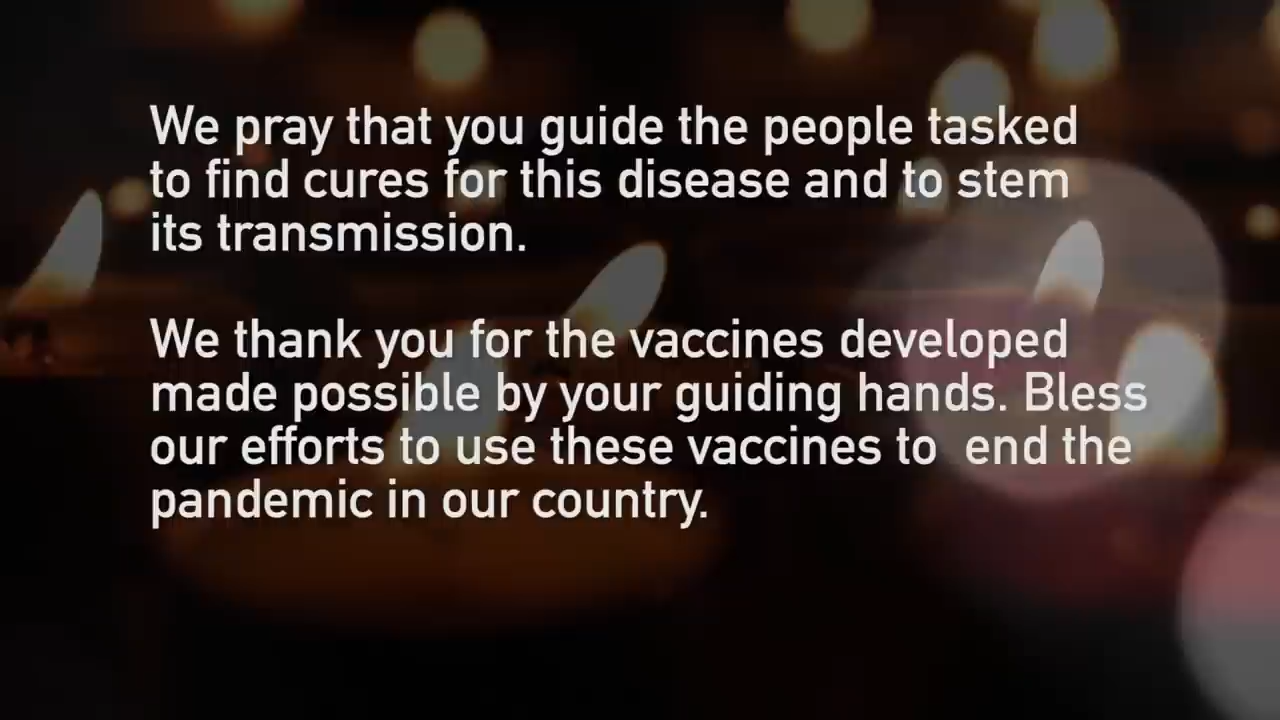 We pray that you guide the people tasked
to find cures for this disease and to stem
its transmission.
We thank you for the vaccines developed
made possible by your guiding hands. Bless
our efforts to use these vaccines to  end the
pandemic in our country.